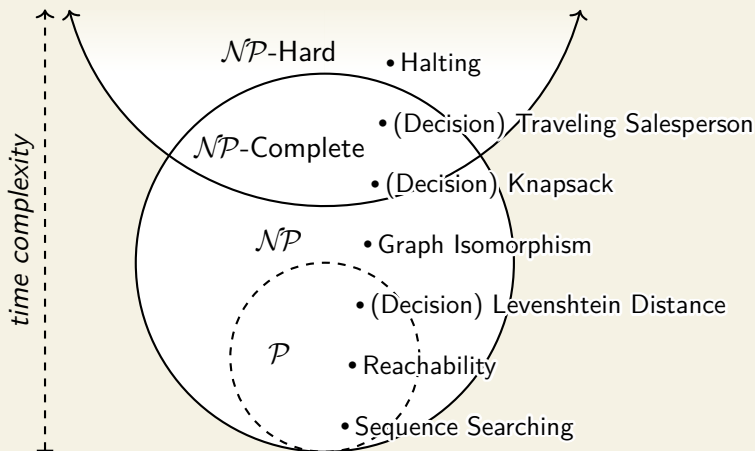 𝒩𝒫-Hard
Halting
(Decision) Traveling Salesperson
𝒩𝒫-Complete
(Decision) Knapsack
𝒩𝒫
Graph Isomorphism
(Decision) Levenshtein Distance
𝒫
Reachability
Sequence Searching
time complexity